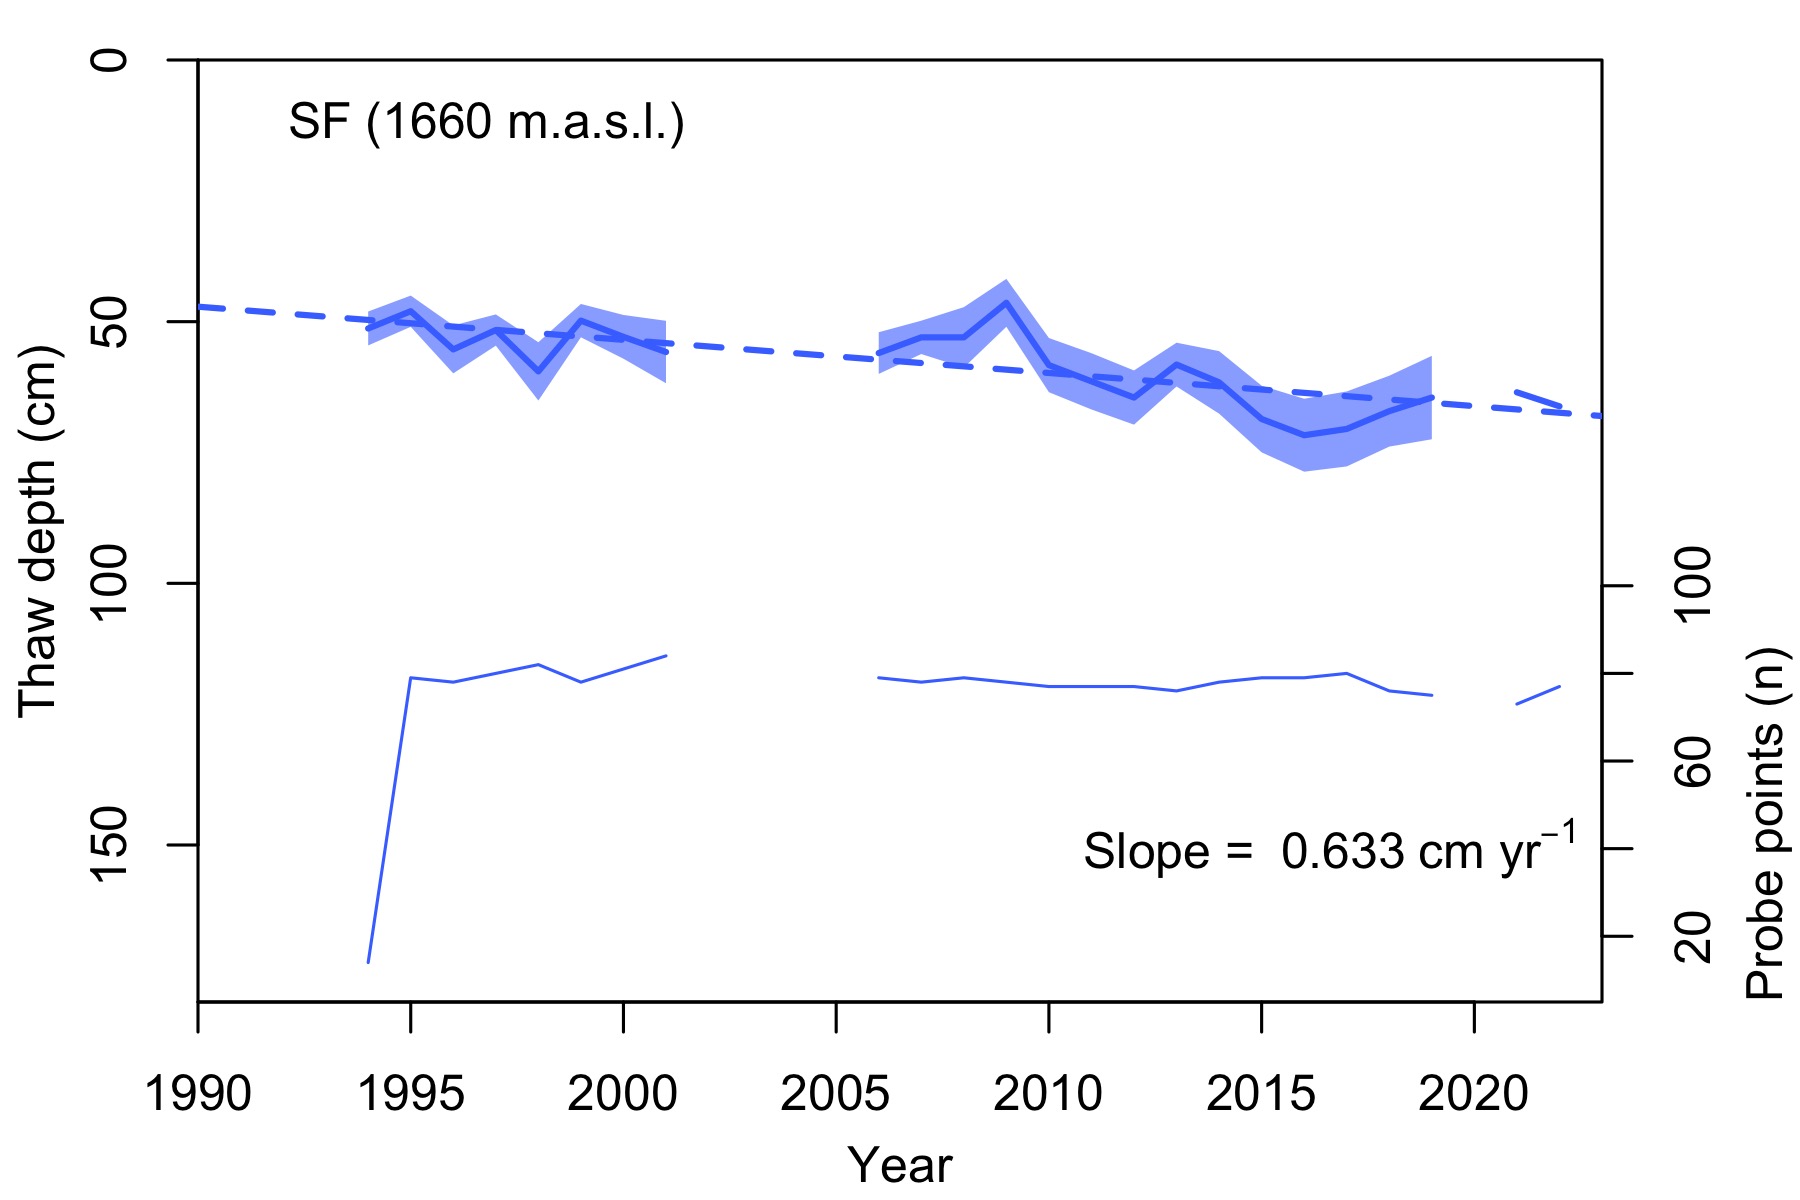 SF (1660 m.a.s.l.)
0
50
100
150
Thaw depth (cm)
100
60
20
Probe points (n)
Slope = 0.633 cm yr⁻¹
1990 1995 2000 2005 2010 2015 2020
Year